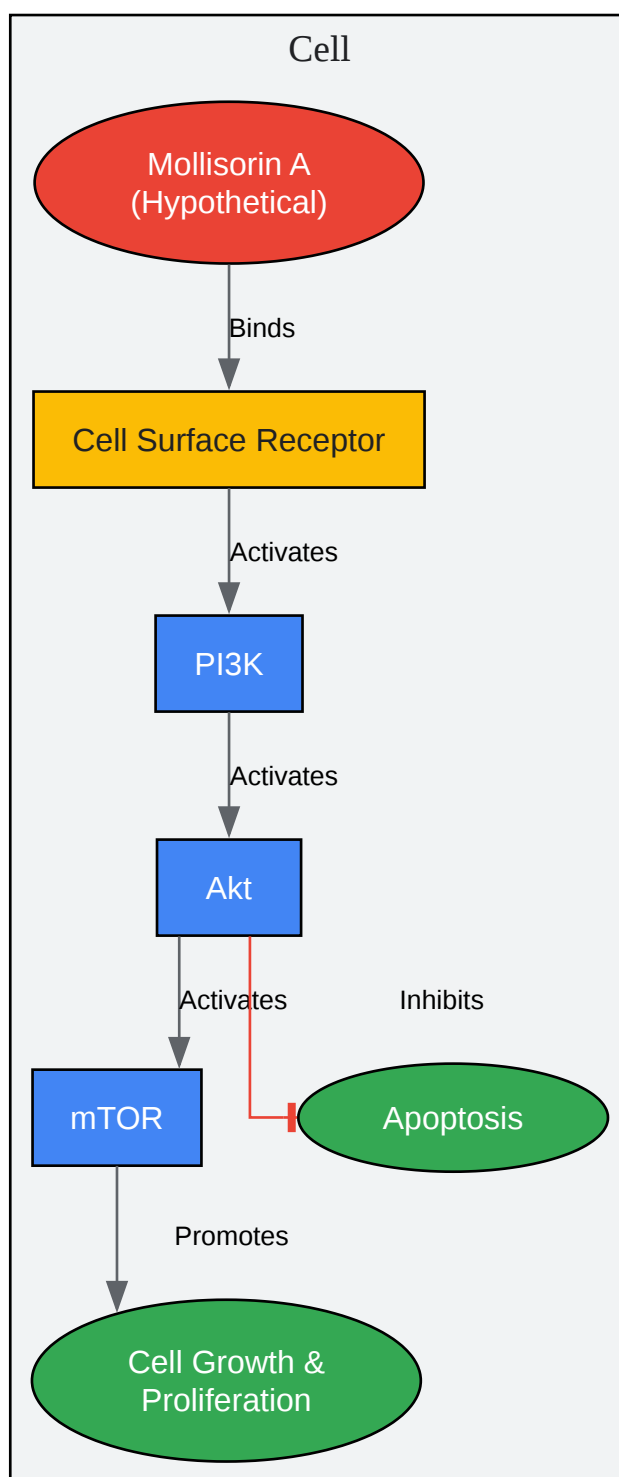 Cell
Mollisorin A
(Hypothetical)
Binds
Cell Surface Receptor
Activates
PI3K
Activates
Akt
Activates
Inhibits
mTOR
Apoptosis
Promotes
Cell Growth &
Proliferation